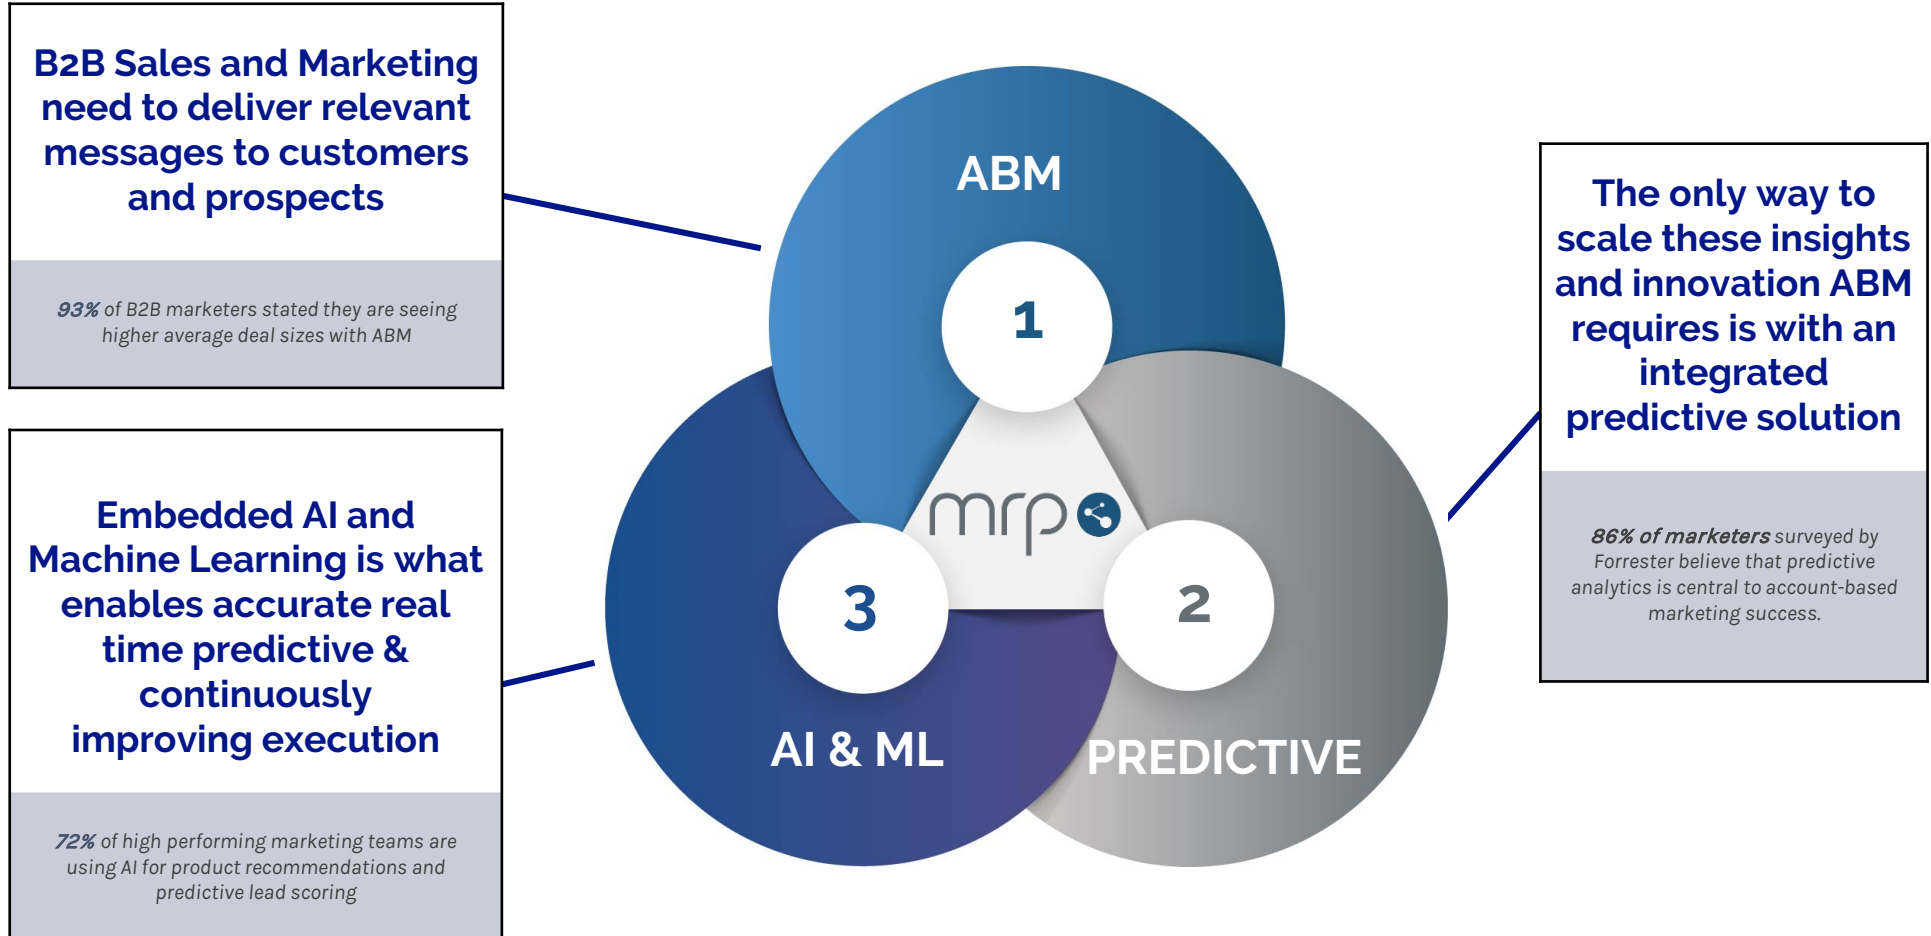 B2B Sales and Marketing
need to deliver relevant
messages to customers
and prospects
93% of B2B marketers stated they are seeing
higher average deal sizes with ABM
Embedded AI and
Machine Learning is what
enables accurate real
time predictive &
continuously
improving execution
72% of high performing marketing teams are
using AI for product recommendations and
predictive lead scoring
ABM
1
mrp
3
2
AI & ML
PREDICTIVE
The only way to
scale these insights
and innovation ABM
requires is with an
integrated
predictive solution
86% of marketers surveyed by
Forrester believe that predictive
analytics is central to account-based
marketing success.